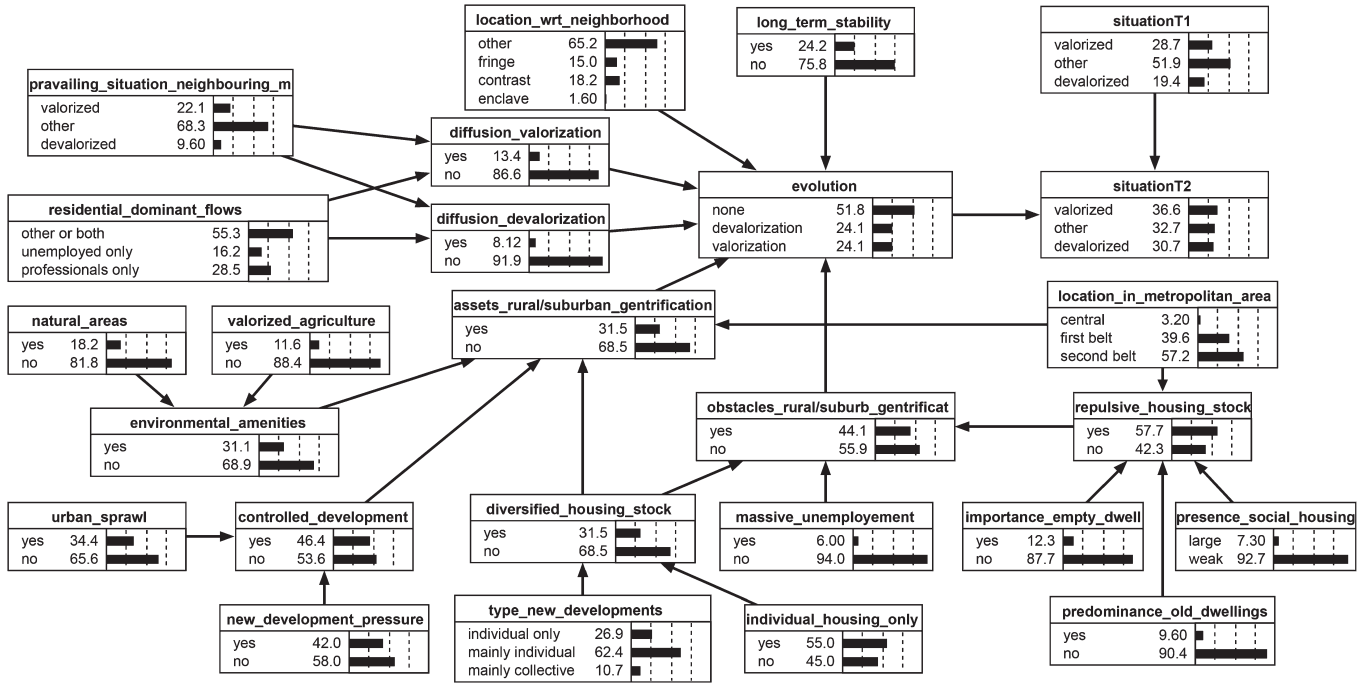 location_wrt_neighborhood
other 65.2
fringe 15.0
contrast 18.2
enclave 1.60
long_term_stability
yes 24.2
no 75.8
situationT1
valorized 28.7
other 51.9
devalorized 19.4
pravailing_situation_neighbouring_m
valorized 22.1
other 68.3
devalorized 9.60
diffusion_valorization
yes 13.4
no 86.6
residential_dominant_flows
other or both 55.3
unemployed only 16.2
professionals only 28.5
diffusion_devalorization
yes 8.12
no 91.9
evolution
none 51.8
devalorization 24.1
valorization 24.1
situationT2
valorized 36.6
other 32.7
devalorized 30.7
natural_areas
yes 18.2
no 81.8
valorized_agriculture
yes 11.6
no 88.4
assets_rural/suburban_gentrification
yes 31.5
no 68.5
location_in_metropolitan_area
central 3.20
first belt 39.6
second belt 57.2
environmental_amenities
yes 31.1
no 68.9
obstacles_rural/suburb_gentrificat
yes 44.1
no 55.9
repulsive_housing_stock
yes 57.7
no 42.3
urban_sprawl
yes 34.4
no 65.6
controlled_development
yes 46.4
no 53.6
diversified_housing_stock
yes 31.5
no 68.5
massive_unemployement
yes 6.00
no 94.0
importance_empty_dwell
yes 12.3
no 87.7
presence_social_housing
large 7.30
weak 92.7
new_development_pressure
yes 42.0
no 58.0
type_new_developments
individual only 26.9
mainly individual 62.4
mainly collective 10.7
individual_housing_only
yes 55.0
no 45.0
predominance_old_dwellings
yes 9.60
no 90.4